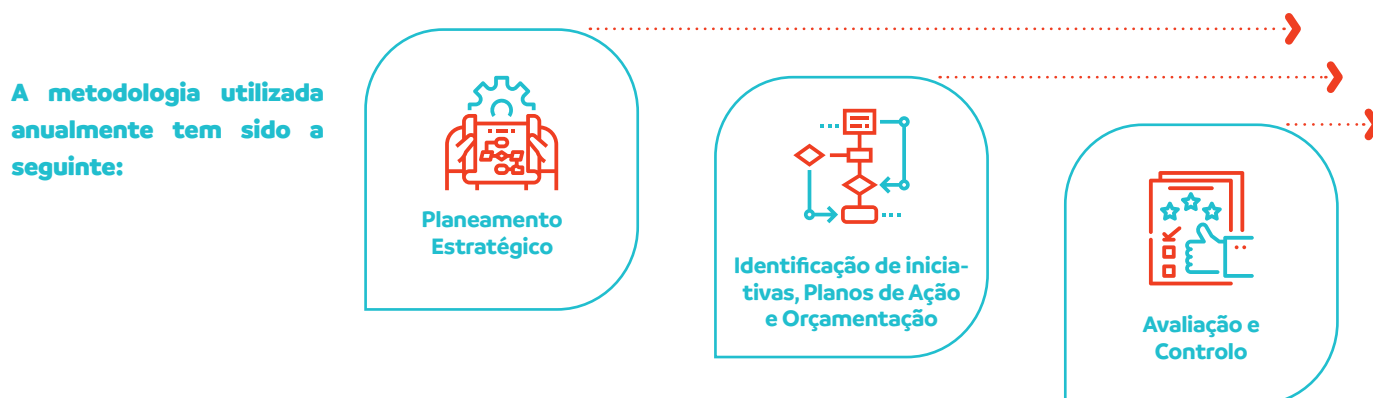 A metodologia utilizada
anualmente tem sido a
seguinte:
Planeamento
Estratégico
Identificação de inicia-
tivas, Planos de Ação
e Orçamentação
Avaliação e
Controlo